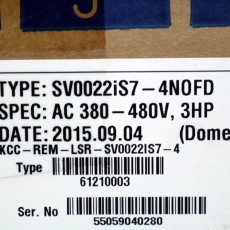 TYPE: SV0022iS7-4NOFD
SPEC: AC 380-480V, 3HP
DATE: 2015.09.04 (Dome
KCC-REM-LSR-SV0022IS7-4
Type
61210003
Ser. No
55059040280